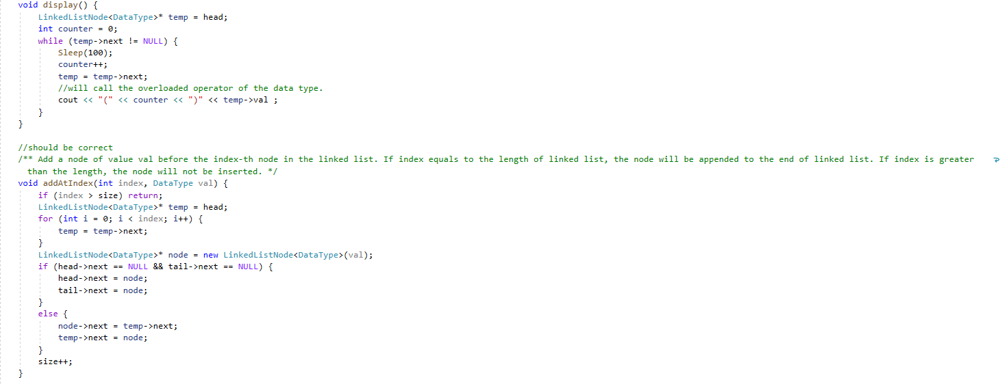 void display() {
    LinkedListNode<DataType>* temp = head;
    int counter = 0;
    while (temp->next != NULL) {
        Sleep(100);
        counter++;
        temp = temp->next;
        //will call the overloaded operator of the data type.
        cout << "(" << counter << ")" << temp->val ;
    }
}

//should be correct
/** Add a node of value val before the index-th node in the linked list. If index equals to the length of linked list, the node will be appended to the end of linked list. If index is greater
  than the length, the node will not be inserted. */
void addAtIndex(int index, DataType val) {
    if (index > size) return;
    LinkedListNode<DataType>* temp = head;
    for (int i = 0; i < index; i++) {
        temp = temp->next;
    }
    LinkedListNode<DataType>* node = new LinkedListNode<DataType>(val);
    if (head->next == NULL && tail->next == NULL) {
        head->next = node;
        tail->next = node;
    }
    else {
        node->next = temp->next;
        temp->next = node;
    }
    size++;
}